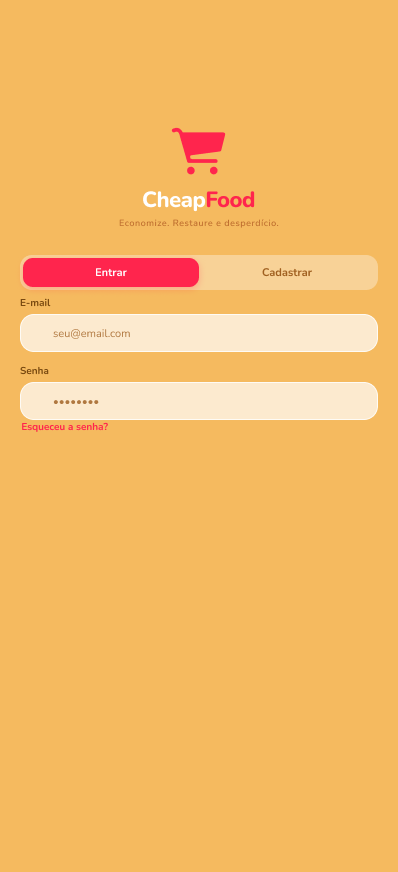 CheapFood
Economize. Restaure e desperdício.
Entrar
Cadastrar
E-mail
seu@email.com
Senha
••••••••
Esqueceu a senha?